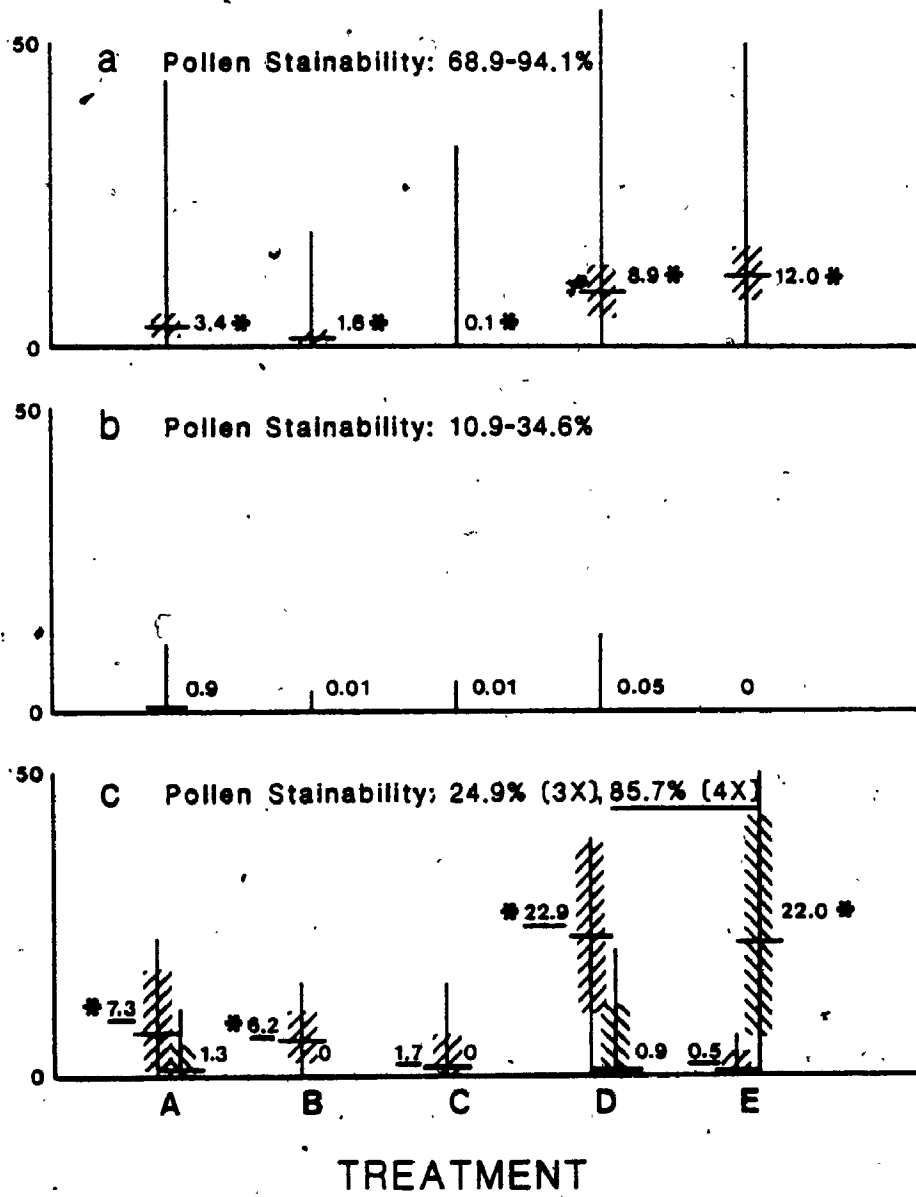 50
a Pollen Stainability: 68.9-94.1%
3.4 * 1.6 * 0.1 * 8.9 * 12.0 *
0
50
b Pollen Stainability: 10.9-34.6%
0.9 0.01 0.01 0.05 0
0
50
c Pollen Stainability: 24.9% (3X), 85.7% (4X)
* 22.9 22.0 *
* 7.3 1.3 * 6.2 0 1.7 0 0.9 0.5
0
A B C D E
TREATMENT